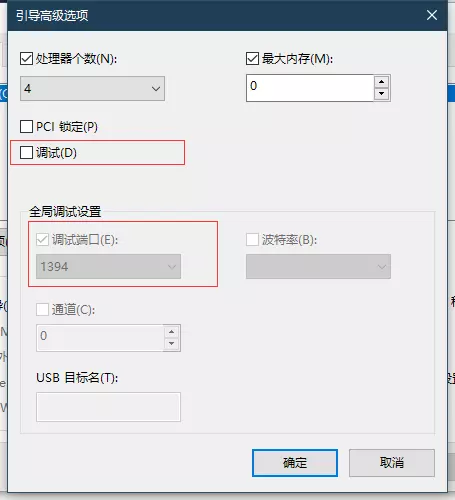 引导高级选项
处理器个数(N):
最大内存(M):
4
0
PCI 锁定(P)
调试(D)
全局调试设置
调试端口(E):
波特率(B):
1394
通道(C):
0
USB 目标名(T):
确定
取消